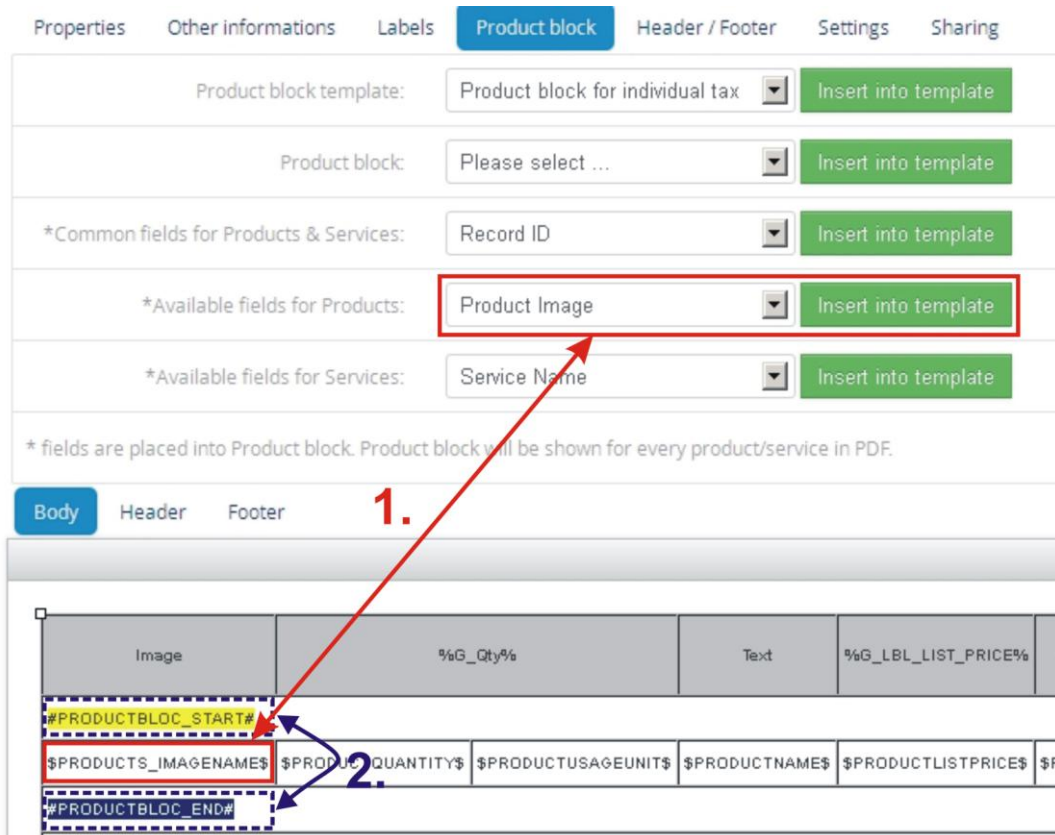 Properties Other informations Labels Product block Header / Footer Settings Sharing
Product block template: Product block for individual tax Insert into template
Product block: Please select ... Insert into template
*Common fields for Products & Services: Record ID Insert into template
*Available fields for Products: Product Image Insert into template
*Available fields for Services: Service Name Insert into template
* fields are placed into Product block. Product block will be shown for every product/service in PDF.
Body Header Footer 1.
Image %G_Qty% Text %G_LBL_LIST_PRICE%
#PRODUCTBLOC_START#
$PRODUCTS_IMAGENAME$ $PRODUCTQUANTITY$ $PRODUCTUSAGEUNIT$ $PRODUCTNAME$ $PRODUCTLISTPRICE$
2.
#PRODUCTBLOC_END#